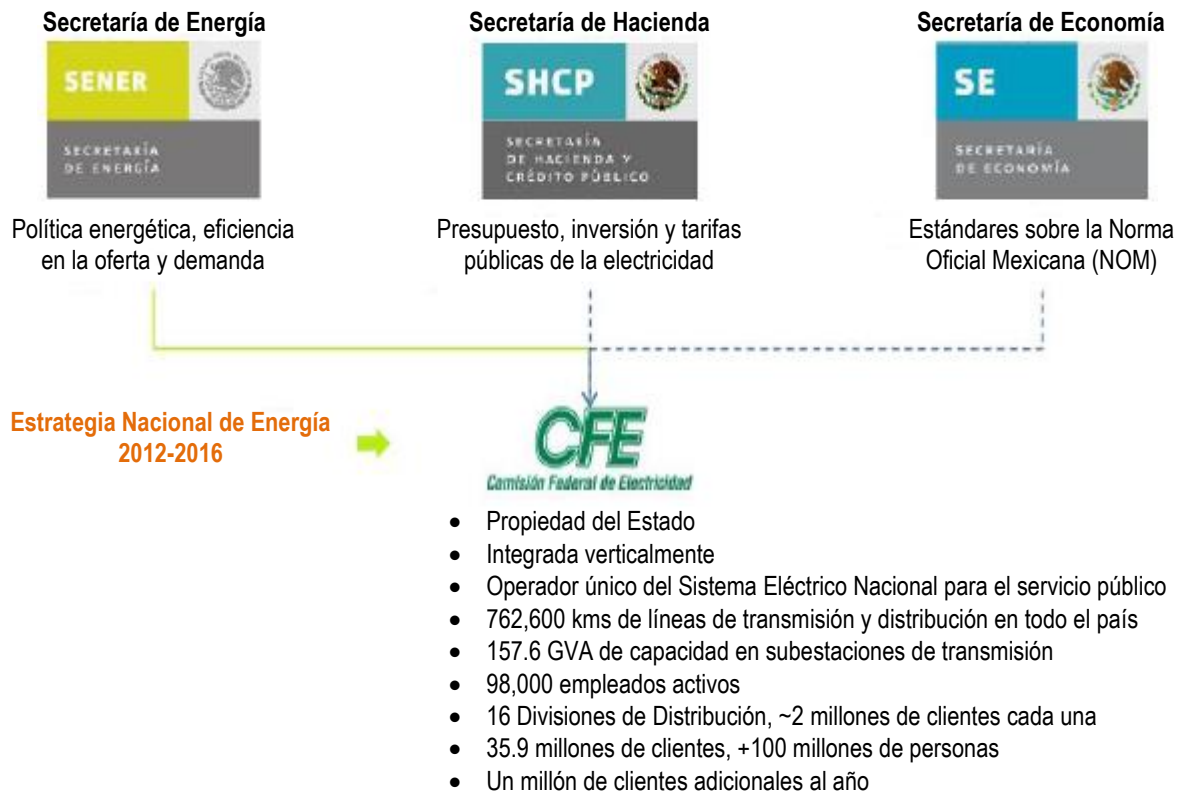 Secretaría de Energía
SENER
SECRETARÍA
DE ENERGÍA
Política energética, eficiencia
en la oferta y demanda
Secretaría de Hacienda
SHCP
SECRETARÍA
DE HACIENDA Y
CRÉDITO PÚBLICO
Presupuesto, inversión y tarifas
públicas de la electricidad
Secretaría de Economía
SE
SECRETARÍA
DE ECONOMÍA
Estándares sobre la Norma
Oficial Mexicana (NOM)
Estrategia Nacional de Energía
2012-2016
CFE
Comisión Federal de Electricidad
• Propiedad del Estado
• Integrada verticalmente
• Operador único del Sistema Eléctrico Nacional para el servicio público
• 762,600 kms de líneas de transmisión y distribución en todo el país
• 157.6 GVA de capacidad en subestaciones de transmisión
• 98,000 empleados activos
• 16 Divisiones de Distribución, ~2 millones de clientes cada una
• 35.9 millones de clientes, +100 millones de personas
• Un millón de clientes adicionales al año